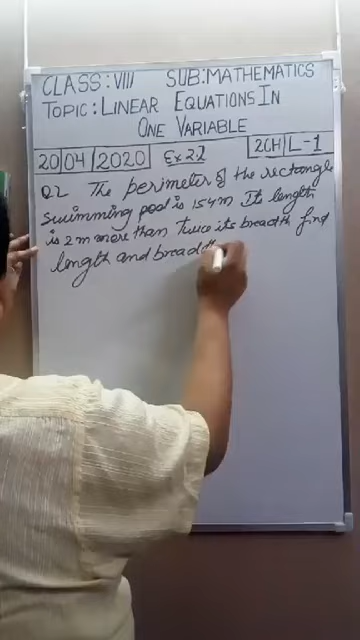 CLASS:VIII SUB:MATHEMATICS
TOPIC:LINEAR EQUATIONS IN
ONE VARIABLE
20 04 2020 Ex 2.2 2CH L-1
Q2 The perimeter of the rectangle
swimming pool is 154m Its length
is 2m more than Twice its breadth find
length and breadth